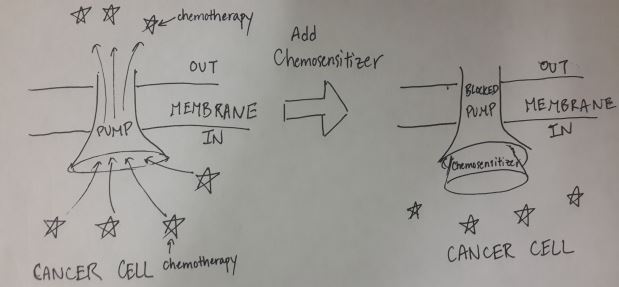 chemotherapy
OUT
MEMBRANE
IN
PUMP
chemotherapy
CANCER CELL
Add
Chemosensitizer
OUT
BLOCKED
PUMP
MEMBRANE
IN
Chemosensitizer
CANCER CELL